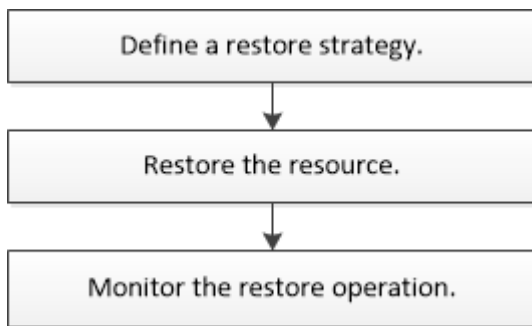 Define a restore strategy.
Restore the resource.
Monitor the restore operation.